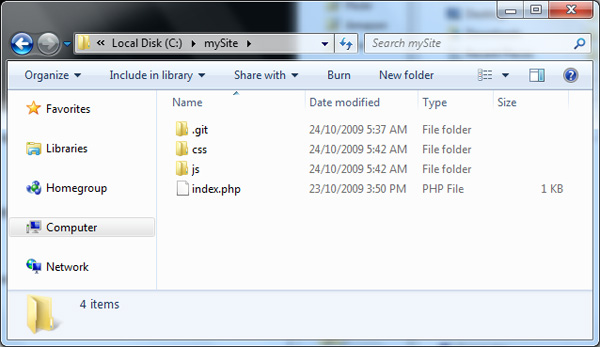 « Local Disk (C:) ▸ mySite ▸
Search mySite
Organize ▾ Include in library ▾ Share with ▾ Burn New folder
Name Date modified Type Size
Favorites
Libraries
Homegroup
Computer
Network
.git 24/10/2009 5:37 AM File folder
css 24/10/2009 5:42 AM File folder
js 24/10/2009 5:42 AM File folder
index.php 23/10/2009 3:50 PM PHP File 1 KB
4 items